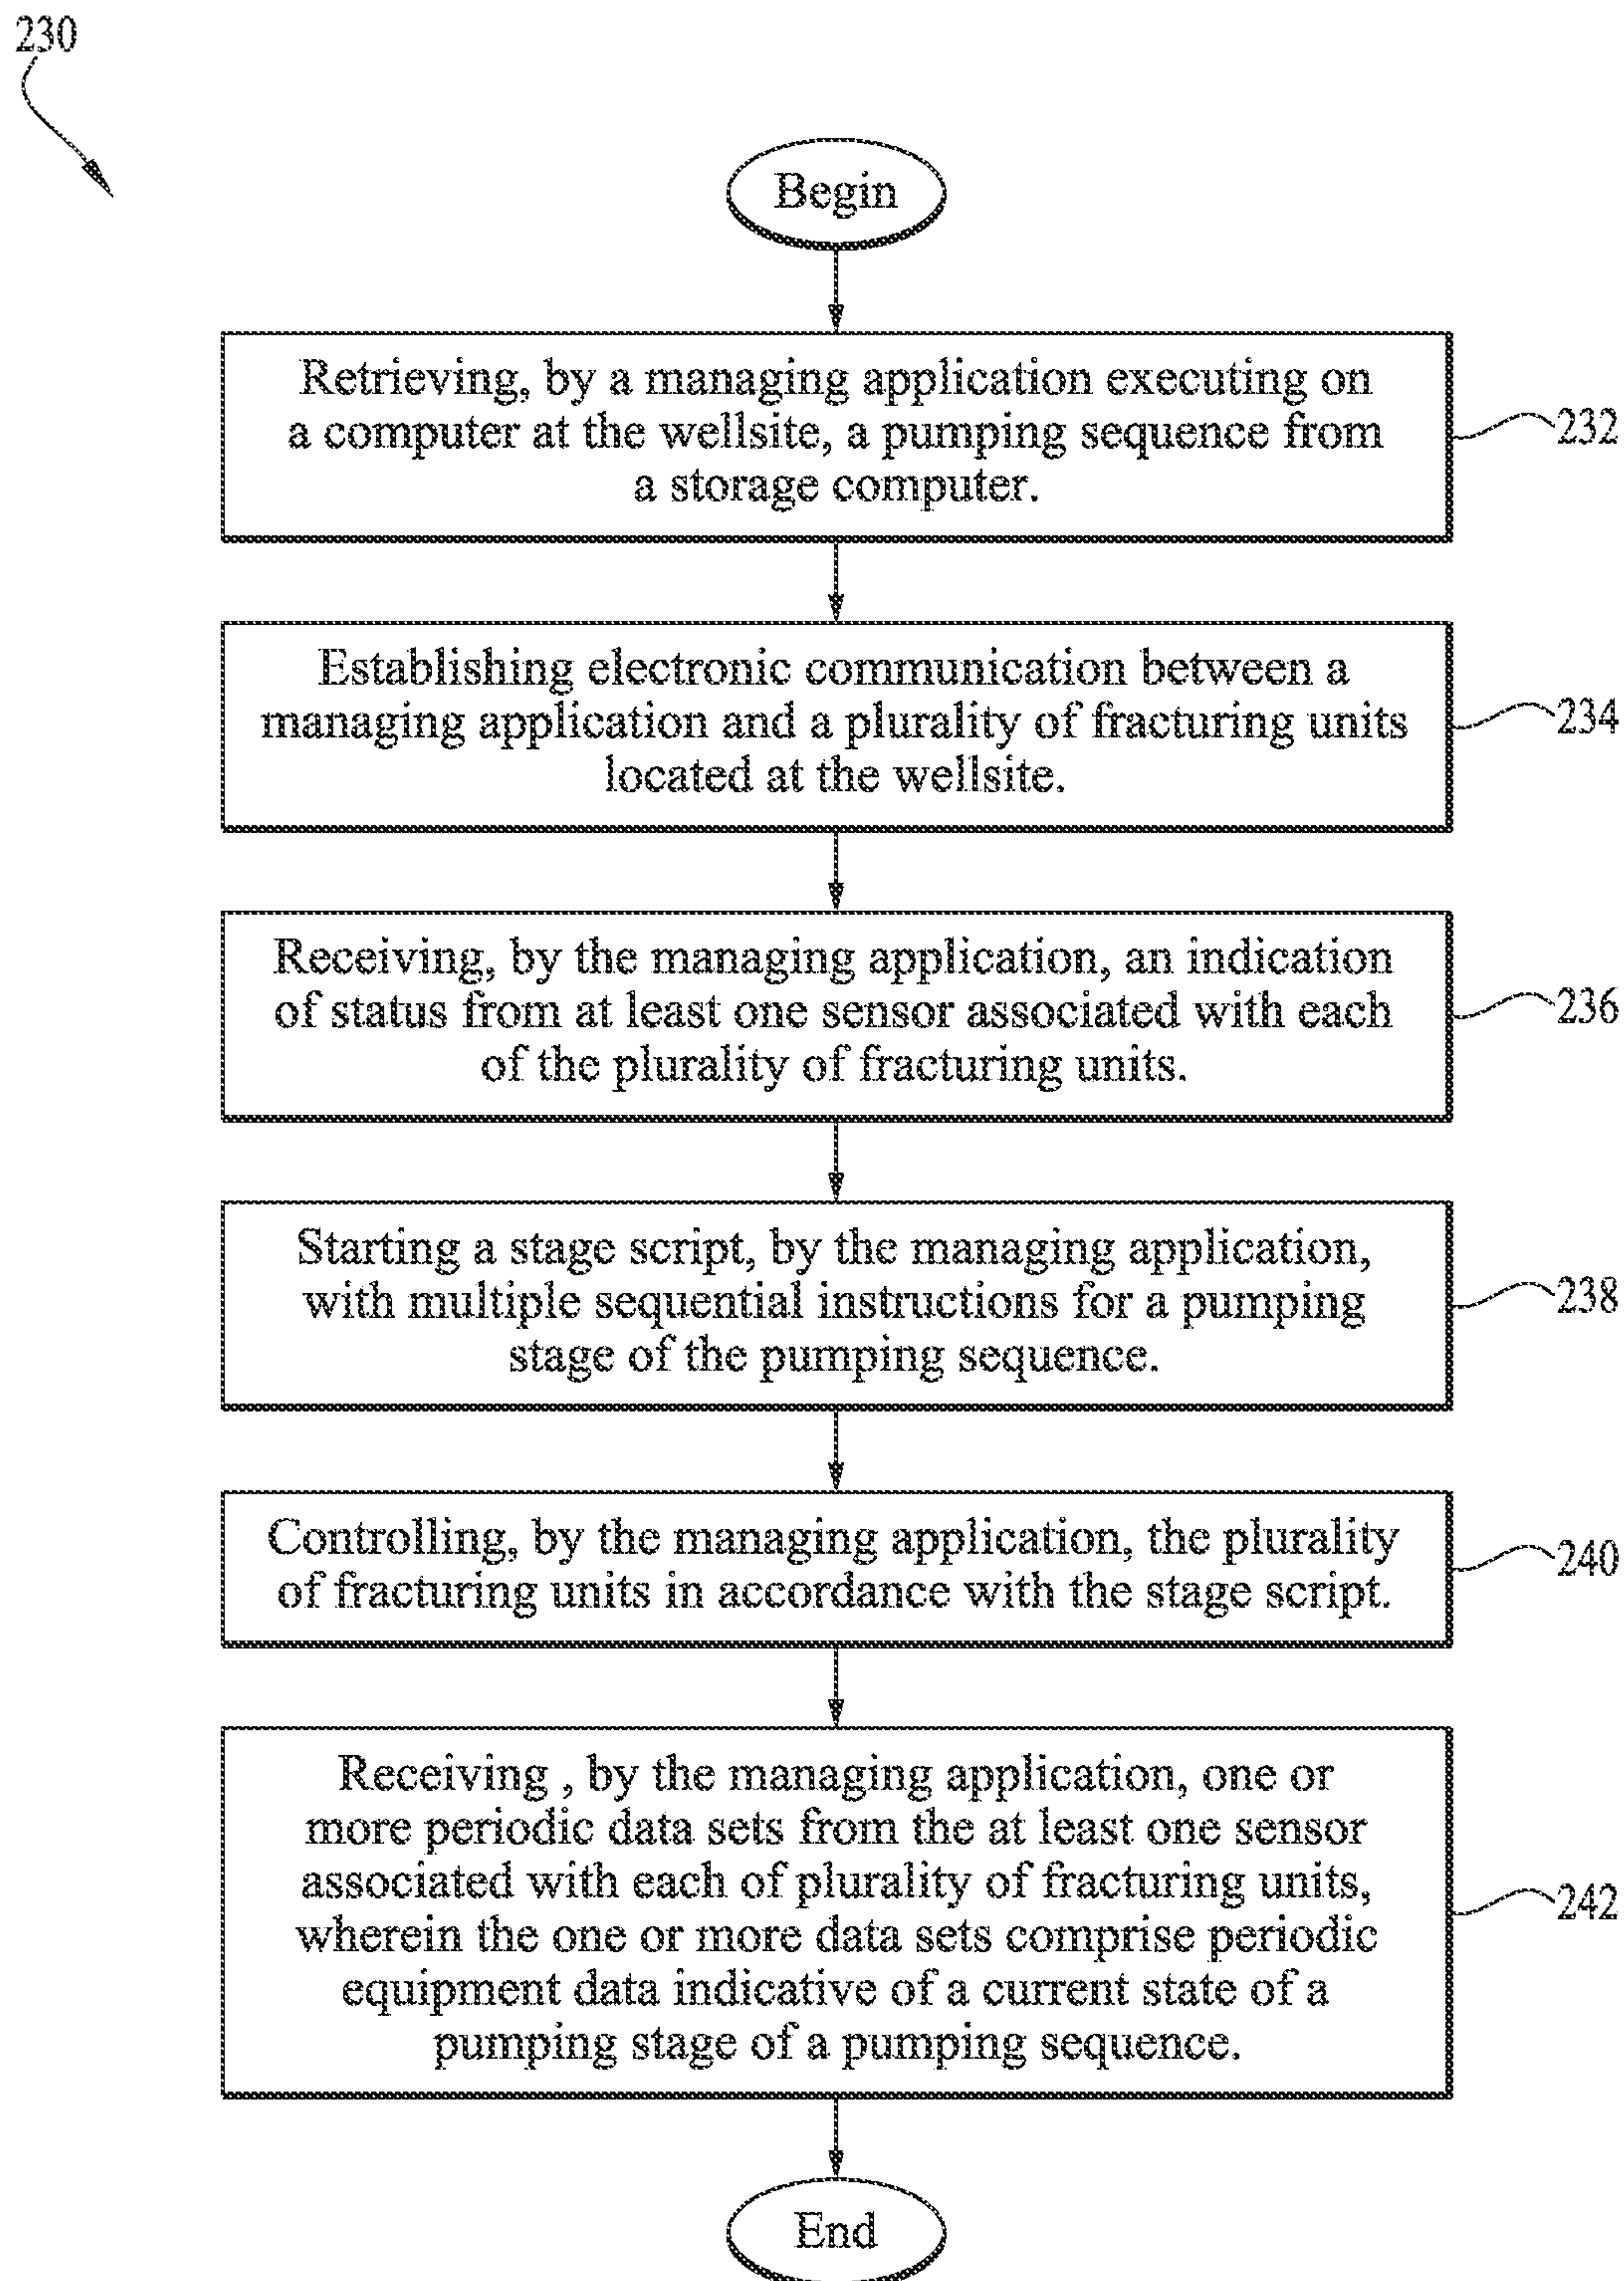 230
Begin
Retrieving, by a managing application executing on
a computer at the wellsite, a pumping sequence from
a storage computer.
232
Establishing electronic communication between a
managing application and a plurality of fracturing units
located at the wellsite.
234
Receiving, by the managing application, an indication
of status from at least one sensor associated with each
of the plurality of fracturing units.
236
Starting a stage script, by the managing application,
with multiple sequential instructions for a pumping
stage of the pumping sequence.
238
Controlling, by the managing application, the plurality
of fracturing units in accordance with the stage script.
240
Receiving , by the managing application, one or
more periodic data sets from the at least one sensor
associated with each of plurality of fracturing units,
wherein the one or more data sets comprise periodic
equipment data indicative of a current state of a
pumping stage of a pumping sequence.
242
End